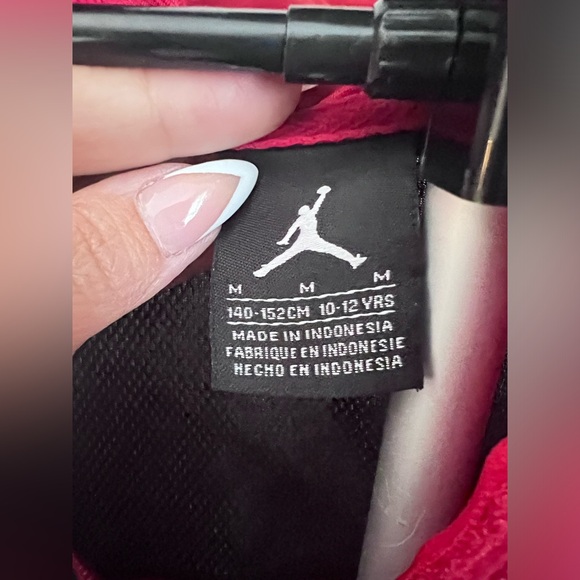 M M M
140-152CM 10-12 YRS
MADE IN INDONESIA
FABRIQUE EN INDONESIE
HECHO EN INDONESIA